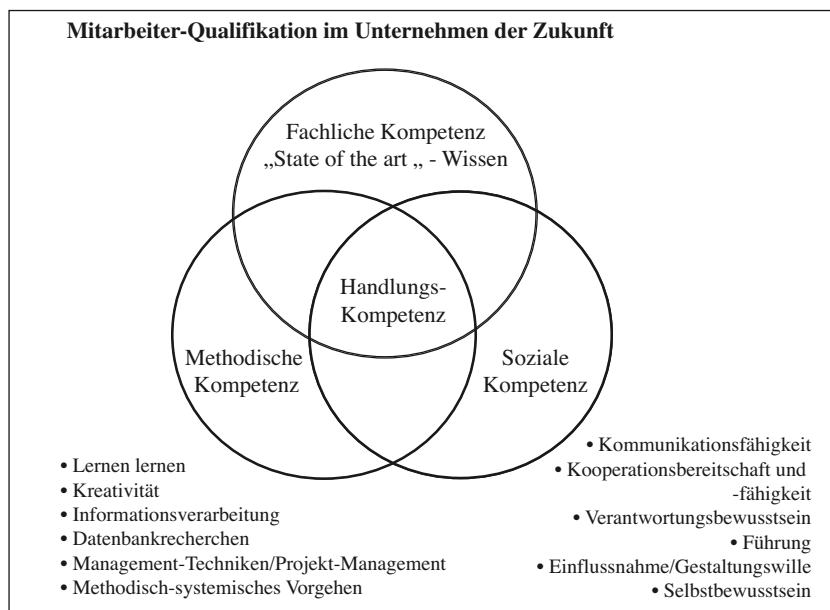 Mitarbeiter-Qualifikation im Unternehmen der Zukunft
Fachliche Kompetenz
„State of the art „ - Wissen
Handlungs-
Kompetenz
Methodische
Kompetenz
Soziale
Kompetenz
• Lernen lernen
• Kreativität
• Informationsverarbeitung
• Datenbankrecherchen
• Management-Techniken/Projekt-Management
• Methodisch-systemisches Vorgehen
• Kommunikationsfähigkeit
• Kooperationsbereitschaft und
-fähigkeit
• Verantwortungsbewusstsein
• Führung
• Einflussnahme/Gestaltungswille
• Selbstbewusstsein